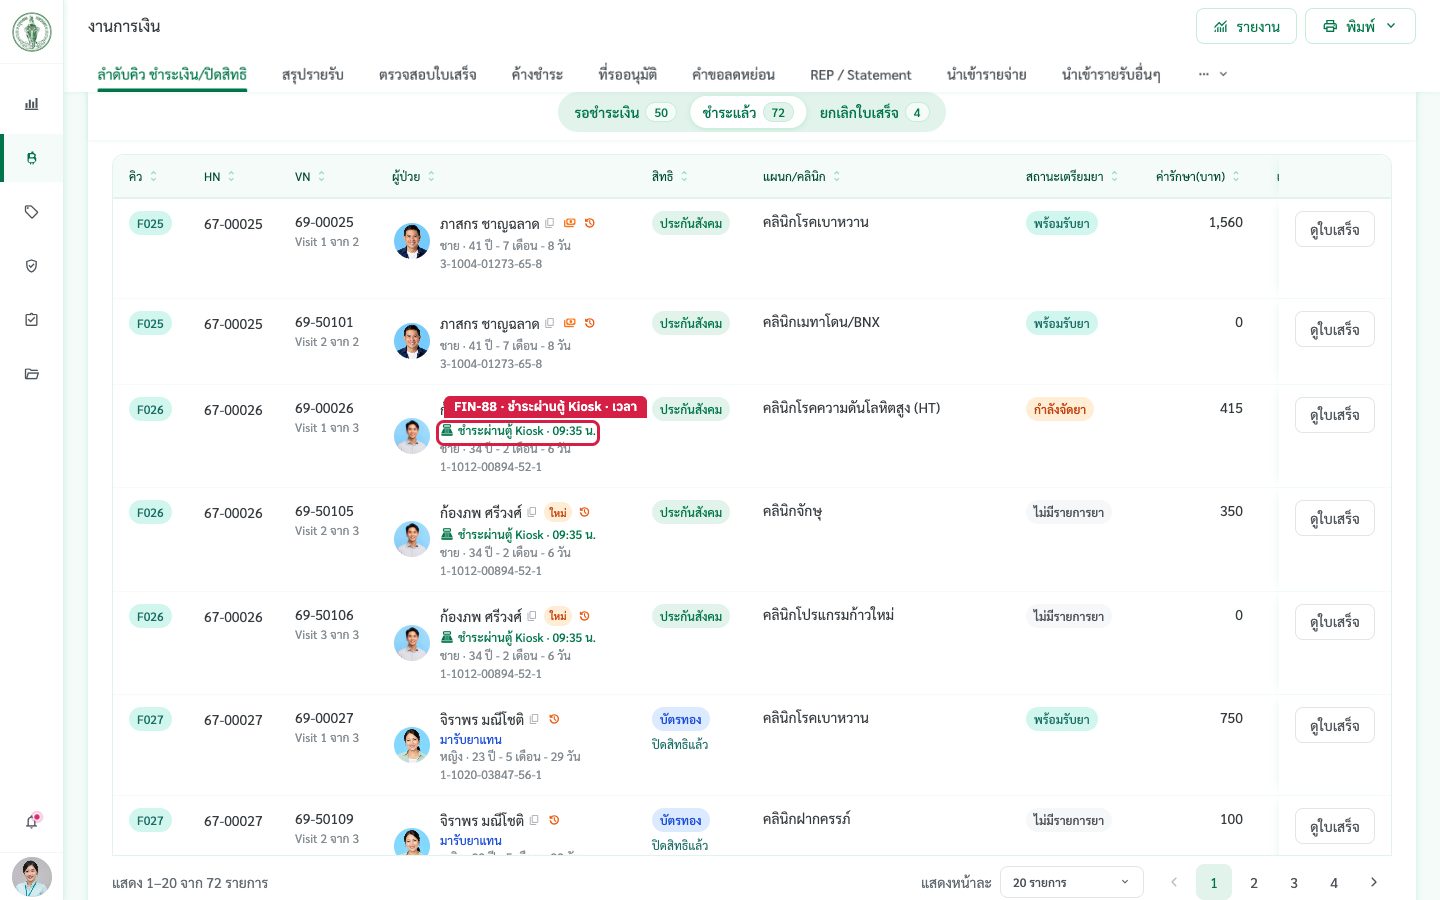 งานการเงิน
รายงาน
พิมพ์
ลำดับคิว ชำระเงิน/ปิดสิทธิ สรุปรายรับ ตรวจสอบใบเสร็จ ค้างชำระ ที่รออนุมัติ คำขอลดหย่อน REP / Statement นำเข้ารายจ่าย นำเข้ารายรับอื่นๆ ...
รอชำระเงิน 50 ชำระแล้ว 72 ยกเลิกใบเสร็จ 4
คิว HN VN ผู้ป่วย สิทธิ แผนก/คลินิก สถานะเตรียมยา ค่ารักษา(บาท)
F025 67-00025 69-00025 ภาสกร ชาญฉลาด ประกันสังคม คลินิกโรคเบาหวาน พร้อมรับยา 1,560 ดูใบเสร็จ
Visit 1 จาก 2 ชาย · 41 ปี - 7 เดือน - 8 วัน
3-1004-01273-65-8
F025 67-00025 69-50101 ภาสกร ชาญฉลาด ประกันสังคม คลินิกเมทาโดน/BNX พร้อมรับยา 0 ดูใบเสร็จ
Visit 2 จาก 2 ชาย · 41 ปี - 7 เดือน - 8 วัน
3-1004-01273-65-8
FIN-88 · ชำระผ่านตู้ Kiosk · เวลา
F026 67-00026 69-00026 ประกันสังคม คลินิกโรคความดันโลหิตสูง (HT) กำลังจัดยา 415 ดูใบเสร็จ
Visit 1 จาก 3 ชำระผ่านตู้ Kiosk · 09:35 น.
ชาย · 34 ปี - 2 เดือน - 6 วัน
1-1012-00894-52-1
F026 67-00026 69-50105 ก้องภพ ศรีวงศ์ ใหม่ ประกันสังคม คลินิกจักษุ ไม่มีรายการยา 350 ดูใบเสร็จ
Visit 2 จาก 3 ชำระผ่านตู้ Kiosk · 09:35 น.
ชาย · 34 ปี - 2 เดือน - 6 วัน
1-1012-00894-52-1
F026 67-00026 69-50106 ก้องภพ ศรีวงศ์ ใหม่ ประกันสังคม คลินิกโปรแกรมก้าวใหม่ ไม่มีรายการยา 0 ดูใบเสร็จ
Visit 3 จาก 3 ชำระผ่านตู้ Kiosk · 09:35 น.
ชาย · 34 ปี - 2 เดือน - 6 วัน
1-1012-00894-52-1
F027 67-00027 69-00027 จิราพร มณีโชติ บัตรทอง คลินิกโรคเบาหวาน พร้อมรับยา 750 ดูใบเสร็จ
Visit 1 จาก 3 มารับยาแทน ปิดสิทธิแล้ว
หญิง · 23 ปี - 5 เดือน - 29 วัน
1-1020-03847-56-1
F027 67-00027 69-50109 จิราพร มณีโชติ บัตรทอง คลินิกฝากครรภ์ ไม่มีรายการยา 100 ดูใบเสร็จ
Visit 2 จาก 3 มารับยาแทน ปิดสิทธิแล้ว
แสดง 1–20 จาก 72 รายการ แสดงหน้าละ 20 รายการ 1 2 3 4